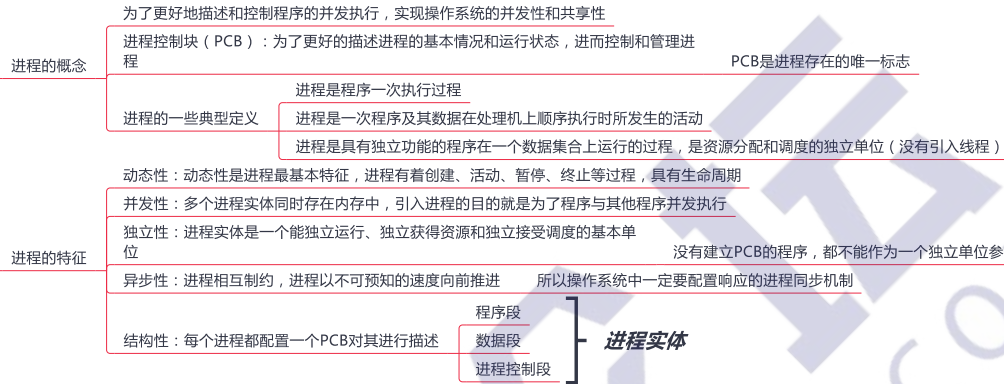 为了更好地描述和控制程序的并发执行，实现操作系统的并发性和共享性
进程控制块（PCB）：为了更好的描述进程的基本情况和运行状态，进而控制和管理进
程
PCB是进程存在的唯一标志
进程的概念
进程是程序一次执行过程
进程的一些典型定义
进程是一次程序及其数据在处理机上顺序执行时所发生的活动
进程是具有独立功能的程序在一个数据集合上运行的过程，是资源分配和调度的独立单位（没有引入线程）
动态性：动态性是进程最基本特征，进程有着创建、活动、暂停、终止等过程，具有生命周期
并发性：多个进程实体同时存在内存中，引入进程的目的就是为了程序与其他程序并发执行
独立性：进程实体是一个能独立运行、独立获得资源和独立接受调度的基本单
位
没有建立PCB的程序，都不能作为一个独立单位参
进程的特征
异步性：进程相互制约，进程以不可预知的速度向前推进
所以操作系统中一定要配置响应的进程同步机制
程序段
结构性：每个进程都配置一个PCB对其进行描述
数据段
进程实体
进程控制段